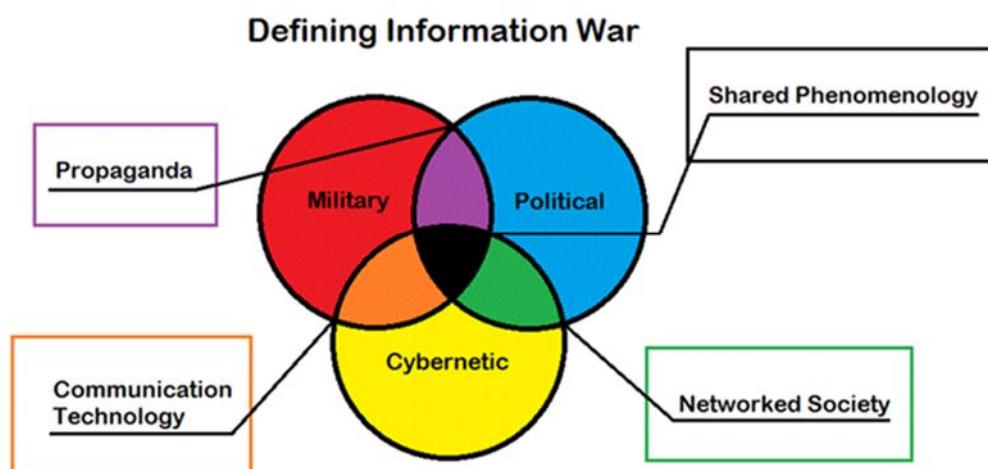 Defining Information War
Shared Phenomenology
Propaganda
Military
Political
Cybernetic
Communication
Technology
Networked Society